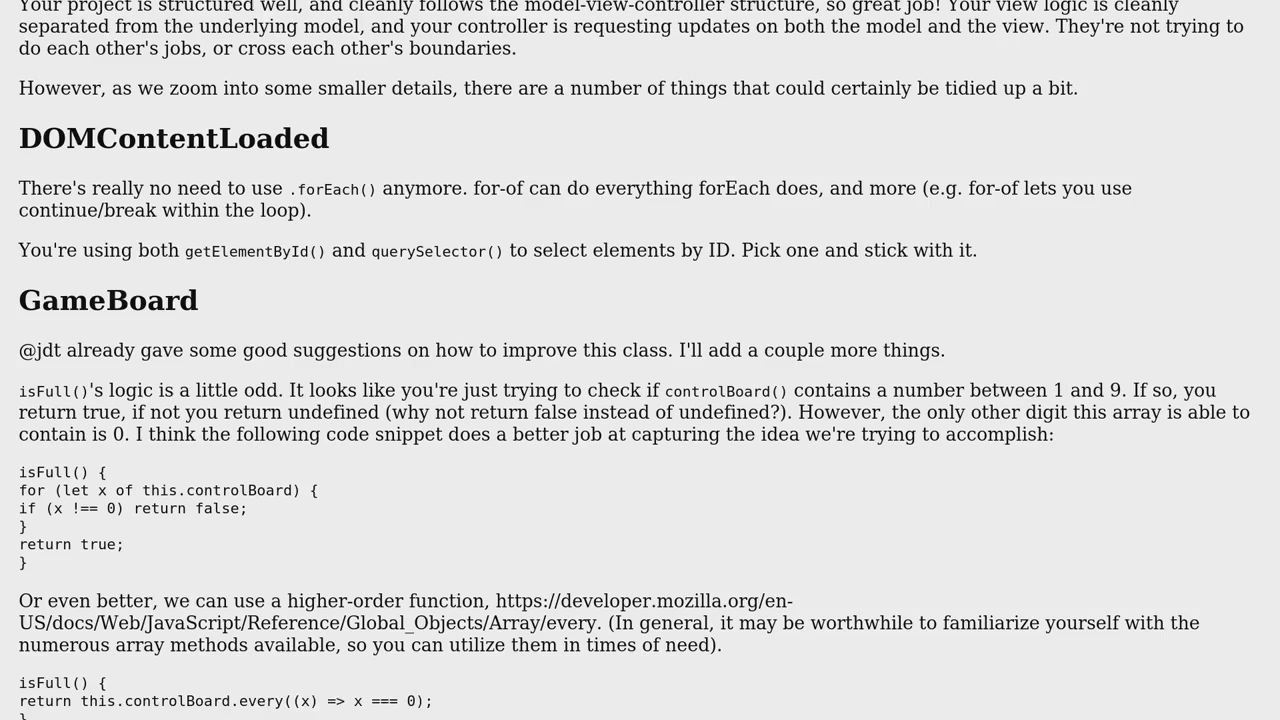 Your project is structured well, and cleanly follows the model-view-controller structure, so great job! Your view logic is cleanly
separated from the underlying model, and your controller is requesting updates on both the model and the view. They're not trying to
do each other's jobs, or cross each other's boundaries.
However, as we zoom into some smaller details, there are a number of things that could certainly be tidied up a bit.
DOMContentLoaded
There's really no need to use .forEach() anymore. for-of can do everything forEach does, and more (e.g. for-of lets you use
continue/break within the loop).
You're using both getElementById() and querySelector() to select elements by ID. Pick one and stick with it.
GameBoard
@jdt already gave some good suggestions on how to improve this class. I'll add a couple more things.
isFull()'s logic is a little odd. It looks like you're just trying to check if controlBoard() contains a number between 1 and 9. If so, you
return true, if not you return undefined (why not return false instead of undefined?). However, the only other digit this array is able to
contain is 0. I think the following code snippet does a better job at capturing the idea we're trying to accomplish:
isFull() {
for (let x of this.controlBoard) {
if (x !== 0) return false;
}
return true;
}
Or even better, we can use a higher-order function, https://developer.mozilla.org/en-
US/docs/Web/JavaScript/Reference/Global_Objects/Array/every. (In general, it may be worthwhile to familiarize yourself with the
numerous array methods available, so you can utilize them in times of need).
isFull() {
return this.controlBoard.every((x) => x === 0);
}